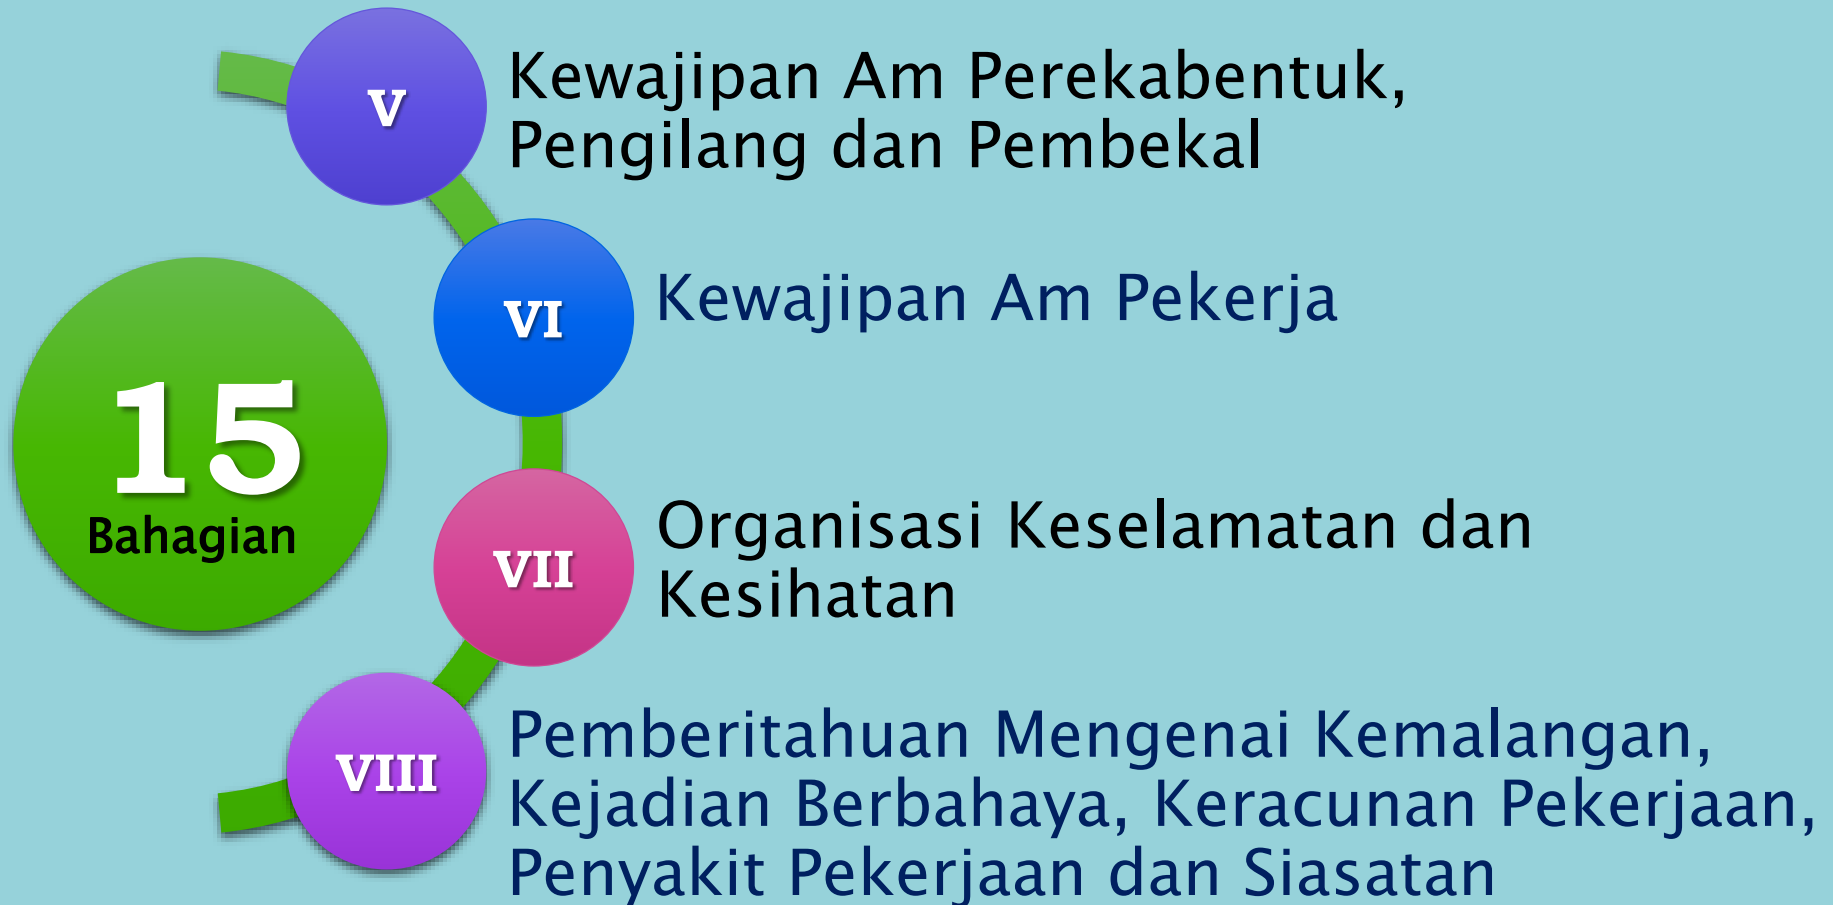 15
Bahagian
V
Kewajipan Am Perekabentuk,
Pengilang dan Pembekal
VI
Kewajipan Am Pekerja
VII
Organisasi Keselamatan dan
Kesihatan
VIII
Pemberitahuan Mengenai Kemalangan,
Kejadian Berbahaya, Keracunan Pekerjaan,
Penyakit Pekerjaan dan Siasatan